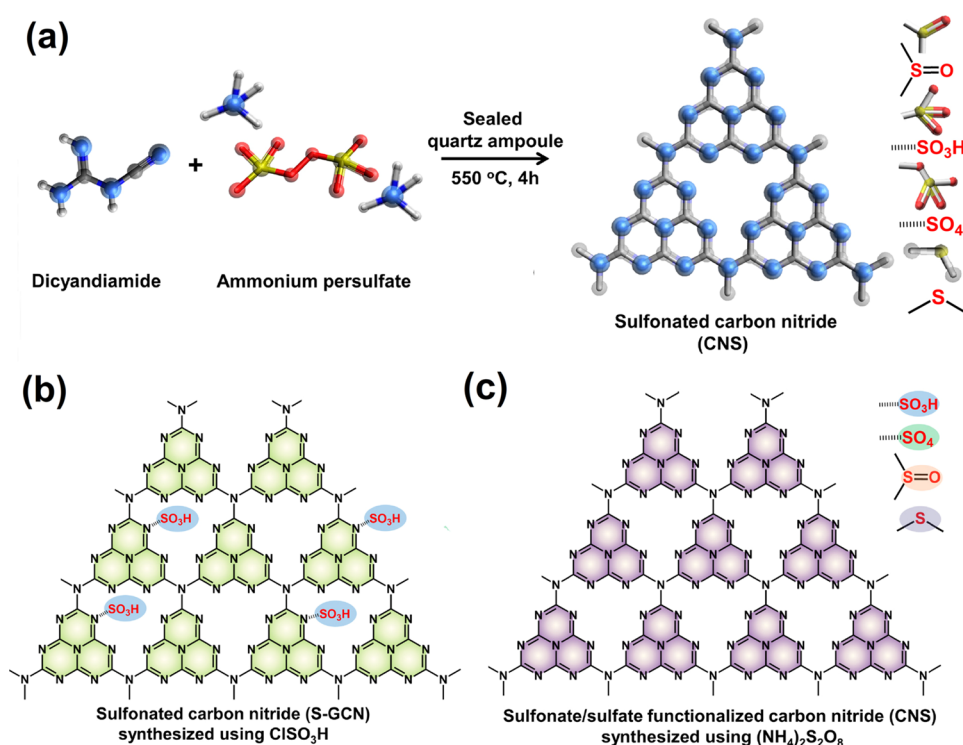 (a)
Sealed
quartz ampoule
550 °C, 4h
+
Dicyandiamide
Ammonium persulfate
Sulfonated carbon nitride
(CNS)
S=O
SO₃H
SO₄
S
(b)
N N
N N N N
N N N N N N N N
N N N N N N
N N N
SO₃H SO₃H
N N N N N N
N N N N N N N N N N N N
N N N N N N N N N
N N N N
SO₃H SO₃H
N N N N N N N N
N N N N N N N N N N N N
N N N N N N N N N N N N N
Sulfonated carbon nitride (S-GCN)
synthesized using ClSO₃H
(c)
SO₃H
SO₄
S=O
S
N N
N N N N
N N N N N N N N
N N N N N N
N N N
N N N N N N
N N N N N N N N N N N N
N N N N N N N N N
N N N N
N N N N N N N N
N N N N N N N N N N N N
N N N N N N N N N N N N N
Sulfonate/sulfate functionalized carbon nitride (CNS)
synthesized using (NH₄)₂S₂O₈